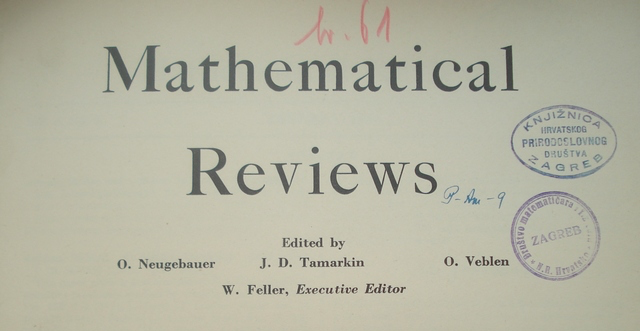 br. 61
Mathematical
Reviews
P-Am-9
KNJIŽNICA
HRVATSKOG
PRIRODOSLOVNOG
DRUŠTVA
ZAGREB
Društvo matematičara i
ZAGREB
N.R. Hrvatske
Edited by
O. Neugebauer J. D. Tamarkin O. Veblen
W. Feller, Executive Editor